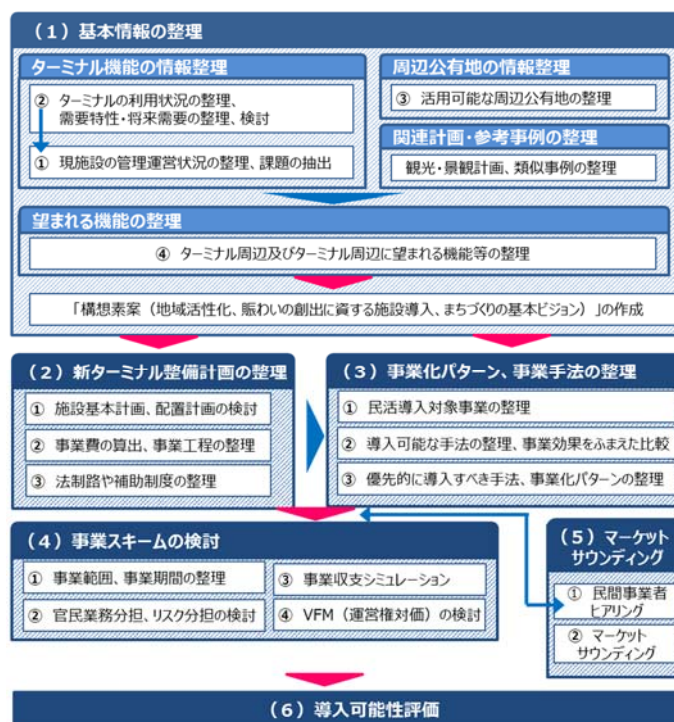 （１）基本情報の整理
ターミナル機能の情報整理
② ターミナルの利用状況の整理、
需要特性・将来需要の整理、検討
① 現施設の管理運営状況の整理、課題の抽出
周辺公有地の情報整理
③ 活用可能な周辺公有地の整理
関連計画・参考事例の整理
観光・景観計画、類似事例の整理
望まれる機能の整理
④ ターミナル周辺及びターミナル周辺に望まれる機能等の整理
「構想素案（地域活性化、賑わいの創出に資する施設導入、まちづくりの基本ビジョン）」の作成
（２）新ターミナル整備計画の整理
① 施設基本計画、配置計画の検討
② 事業費の算出、事業工程の整理
③ 法制路や補助制度の整理
（３）事業化パターン、事業手法の整理
① 民活導入対象事業の整理
② 導入可能な手法の整理、事業効果をふまえた比較
③ 優先的に導入すべき手法、事業化パターンの整理
（４）事業スキームの検討
① 事業範囲、事業期間の整理
② 官民業務分担、リスク分担の検討
③ 事業収支シミュレーション
④ VFM（運営権対価）の検討
（５）マーケット
サウンディング
① 民間事業者
ヒアリング
② マーケット
サウンディング
（６）導入可能性評価